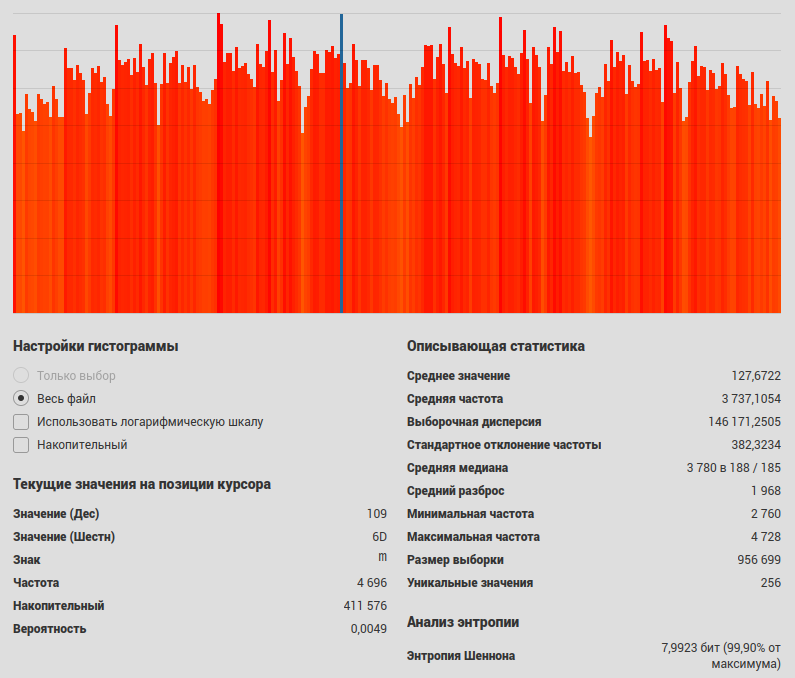 Настройки гистограммы
Только выбор
Весь файл
Использовать логарифмическую шкалу
Накопительный
Текущие значения на позиции курсора
Значение (Дес) 109
Значение (Шестн) 6D
Знак m
Частота 4 696
Накопительный 411 576
Вероятность 0,0049
Описывающая статистика
Среднее значение 127,6722
Средняя частота 3 737,1054
Выборочная дисперсия 146 171,2505
Стандартное отклонение частоты 382,3234
Средняя медиана 3 780 в 188 / 185
Средний разброс 1 968
Минимальная частота 2 760
Максимальная частота 4 728
Размер выборки 956 699
Уникальные значения 256
Анализ энтропии
Энтропия Шеннона 7,9923 бит (99,90% от
максимума)